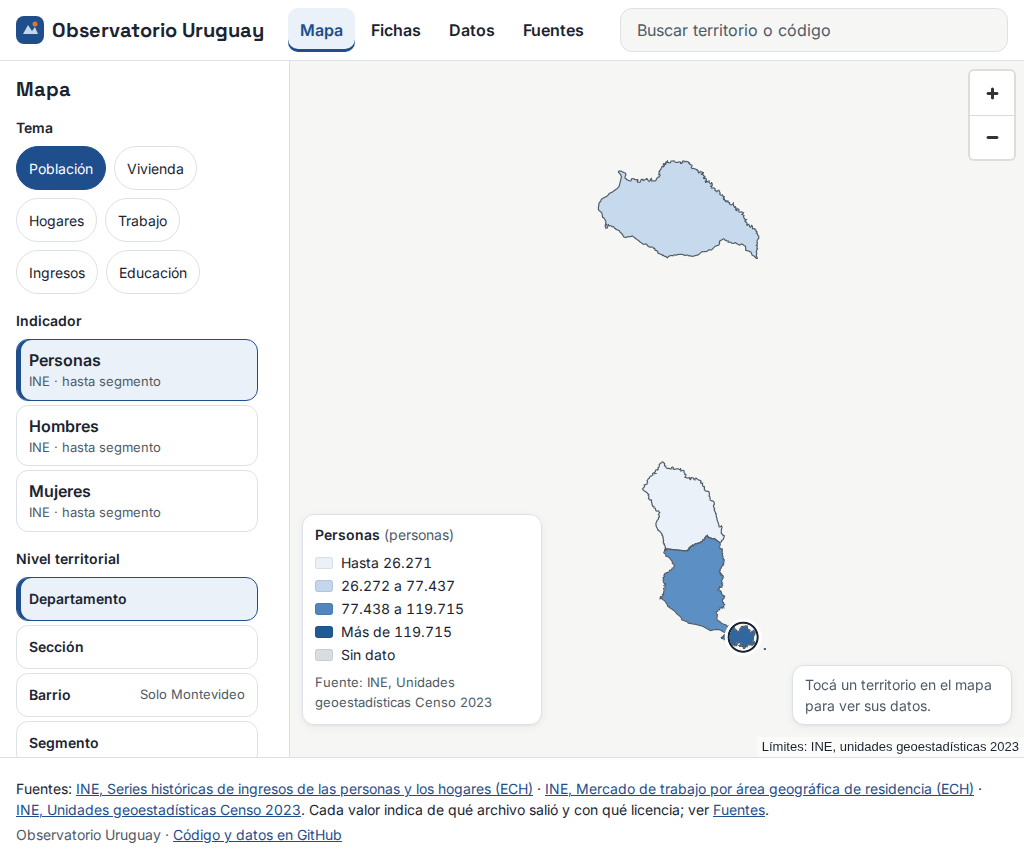 Observatorio Uruguay
Mapa
Fichas
Datos
Fuentes
Buscar territorio o código
Mapa
Tema
Población
Vivienda
Hogares
Trabajo
Ingresos
Educación
Indicador
Personas
INE · hasta segmento
Hombres
INE · hasta segmento
Mujeres
INE · hasta segmento
Nivel territorial
Departamento
Sección
Barrio
Solo Montevideo
Segmento
+
−
Personas (personas)
Hasta 26.271
26.272 a 77.437
77.438 a 119.715
Más de 119.715
Sin dato
Fuente: INE, Unidades
geoestadísticas Censo 2023
Tocá un territorio en el mapa
para ver sus datos.
Límites: INE, unidades geoestadísticas 2023
Fuentes: INE, Series históricas de ingresos de las personas y los hogares (ECH) · INE, Mercado de trabajo por área geográfica de residencia (ECH) ·
INE, Unidades geoestadísticas Censo 2023. Cada valor indica de qué archivo salió y con qué licencia; ver Fuentes.
Observatorio Uruguay · Código y datos en GitHub